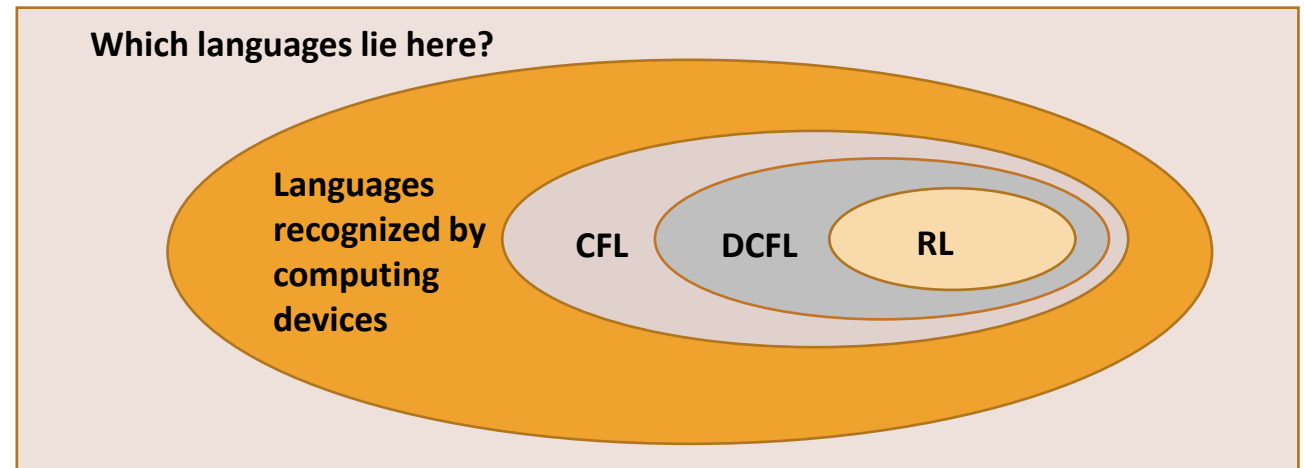 Which languages lie here?
Languages
recognized by
computing
devices
CFL
DCFL
RL